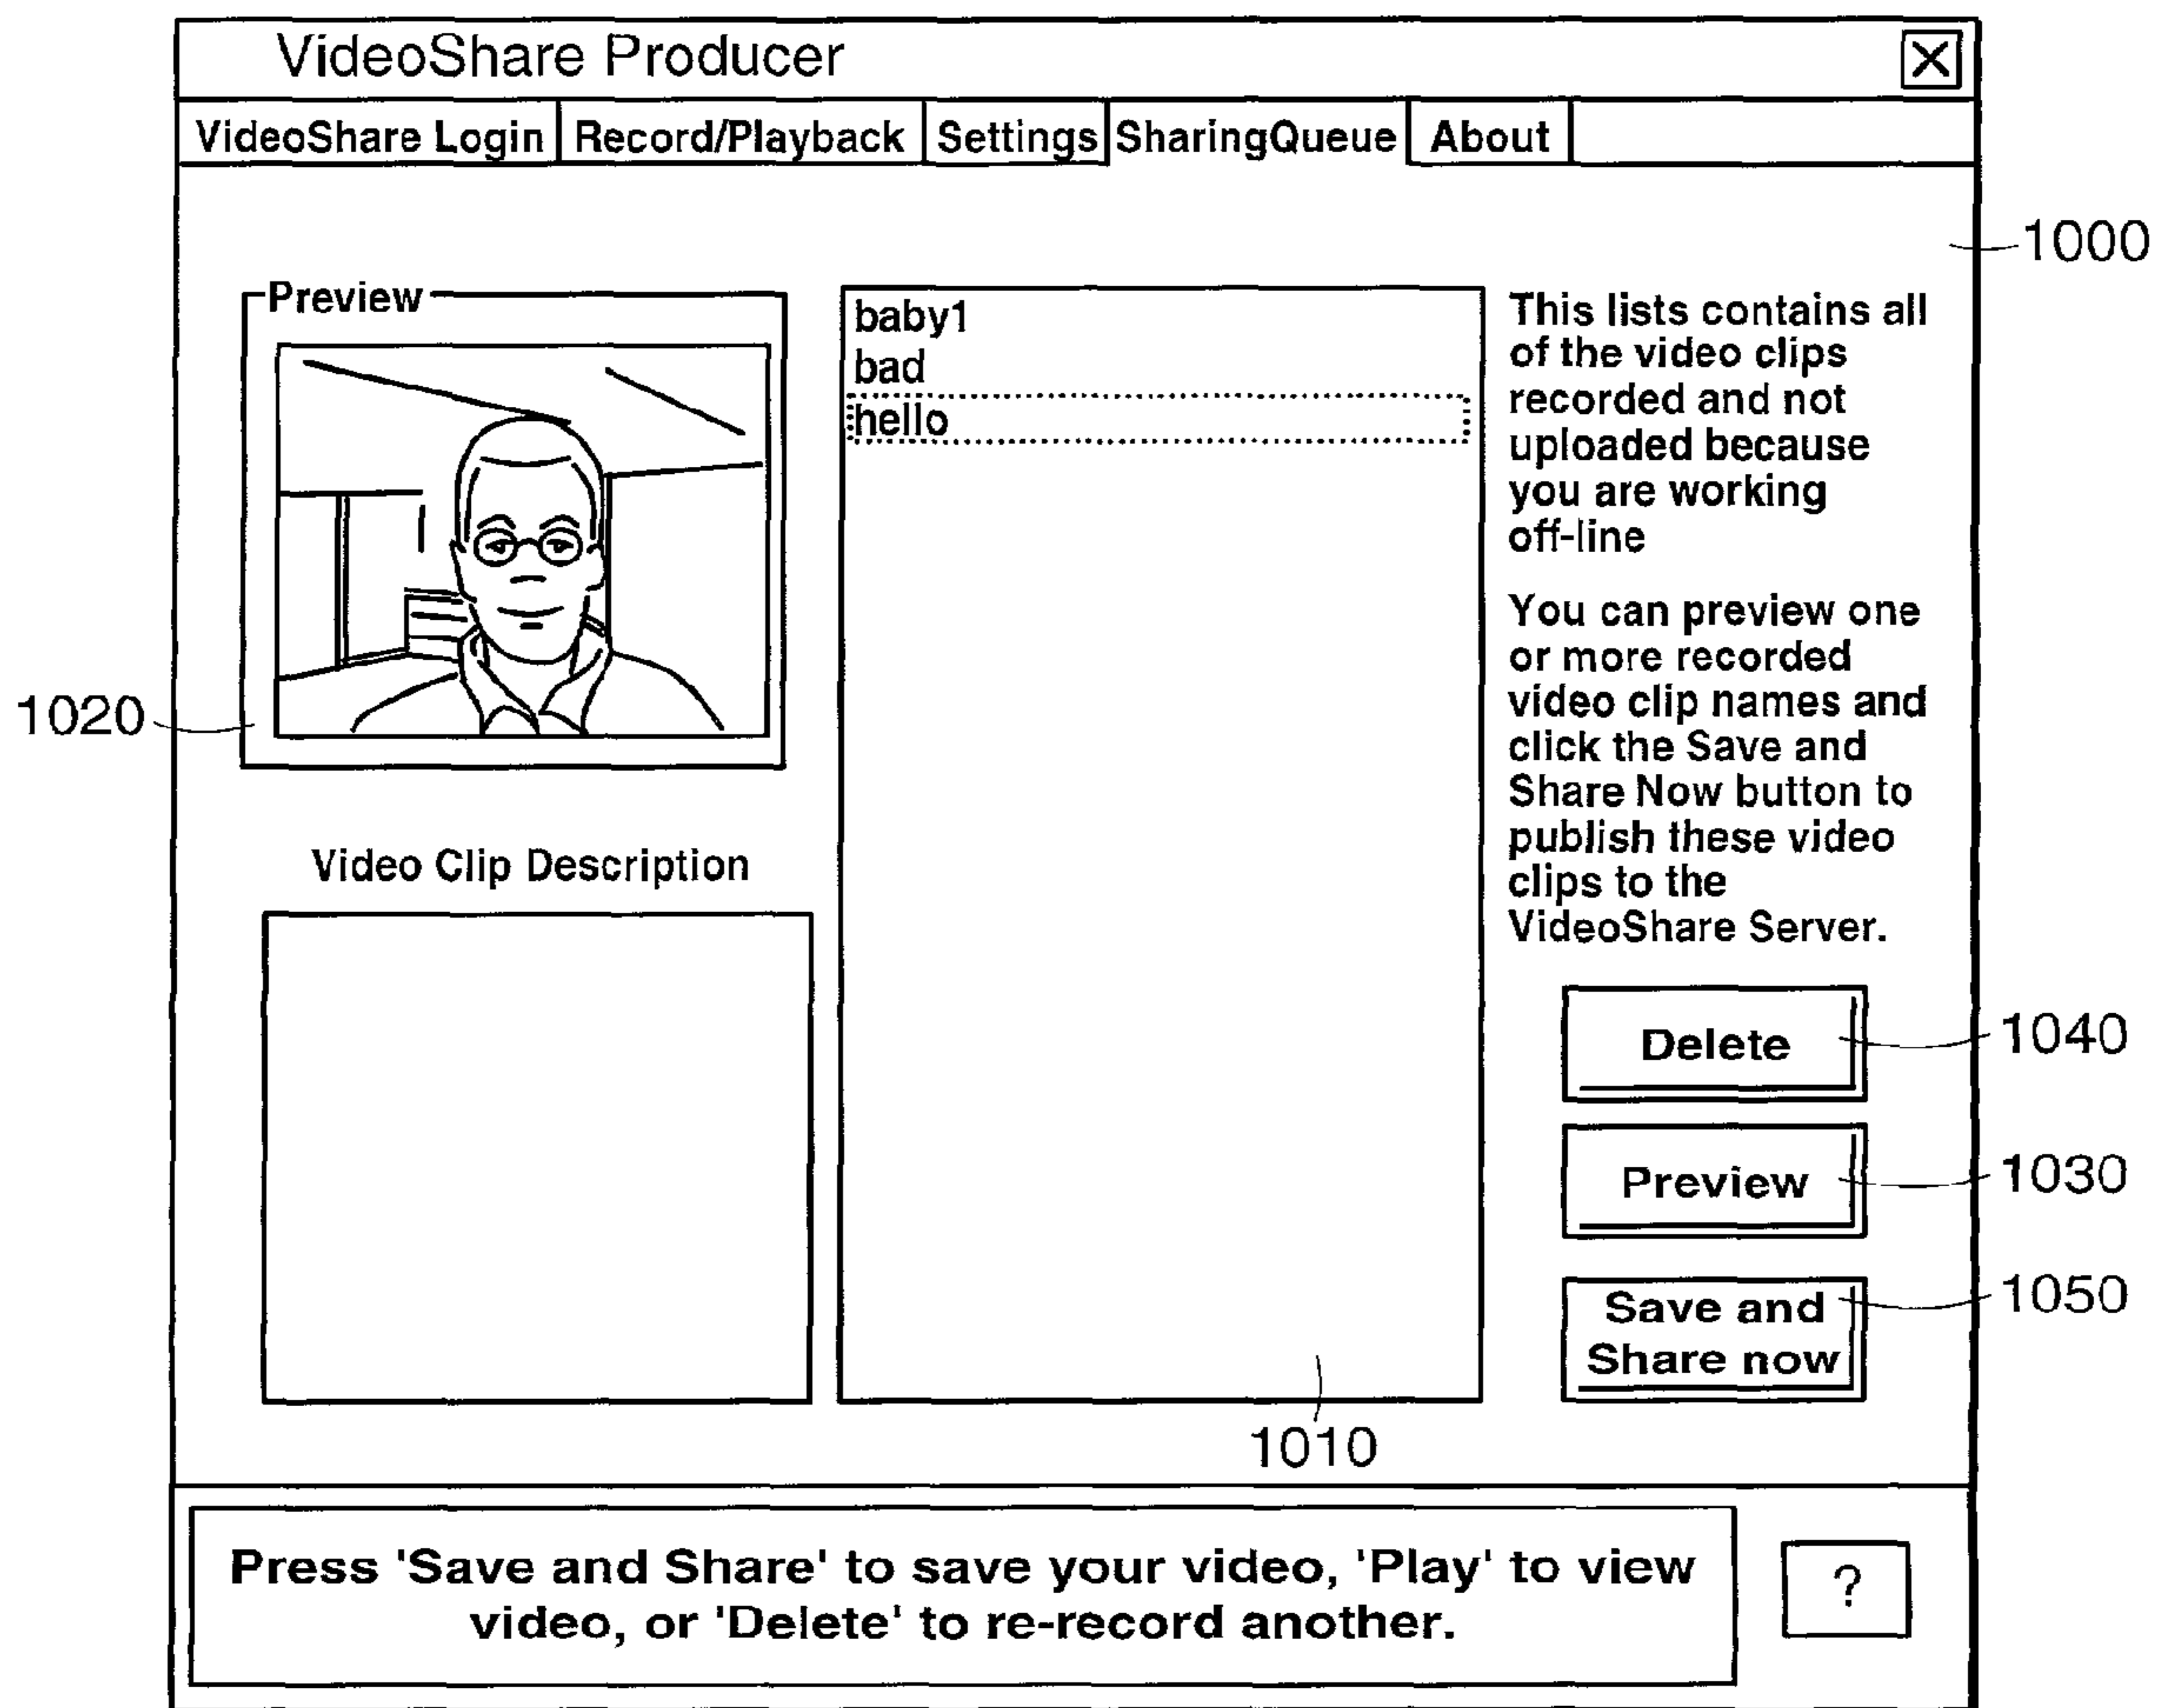 VideoShare Producer
VideoShare Login Record/Playback Settings SharingQueue About
1000
Preview
1020
Video Clip Description
baby1
bad
hello
1010
This lists contains all
of the video clips
recorded and not
uploaded because
you are working
off-line
You can preview one
or more recorded
video clip names and
click the Save and
Share Now button to
publish these video
clips to the
VideoShare Server.
Delete
1040
Preview
1030
Save and
Share now
1050
Press 'Save and Share' to save your video, 'Play' to view
video, or 'Delete' to re-record another.
?